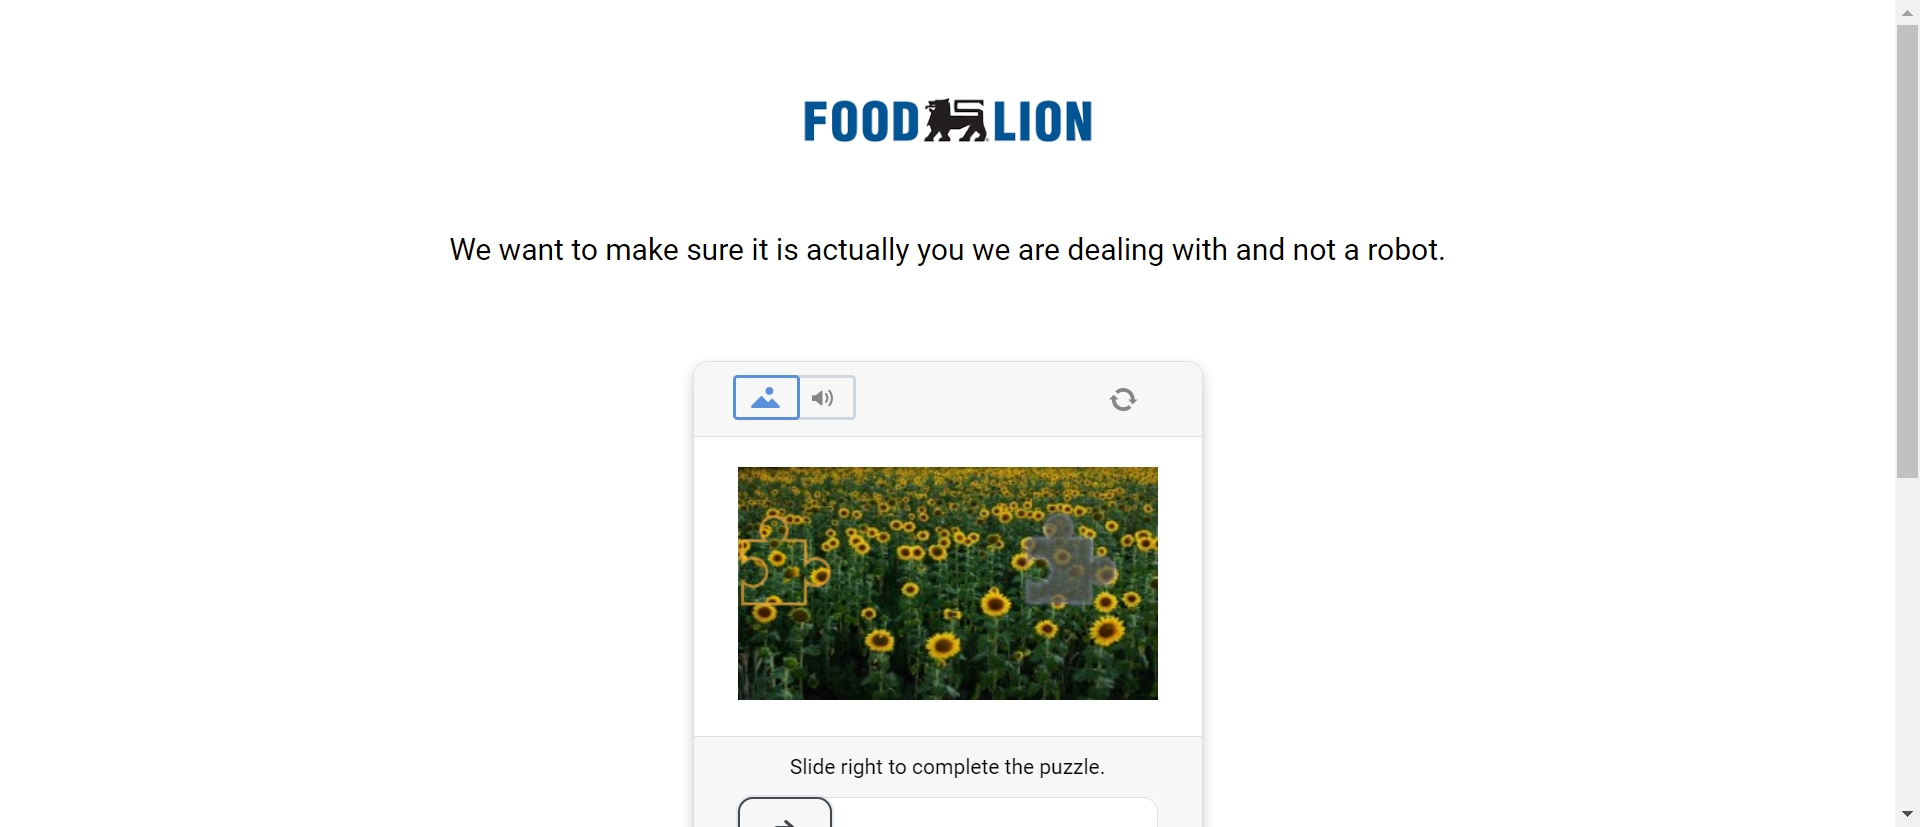 FOOD LION
We want to make sure it is actually you we are dealing with and not a robot.
Slide right to complete the puzzle.